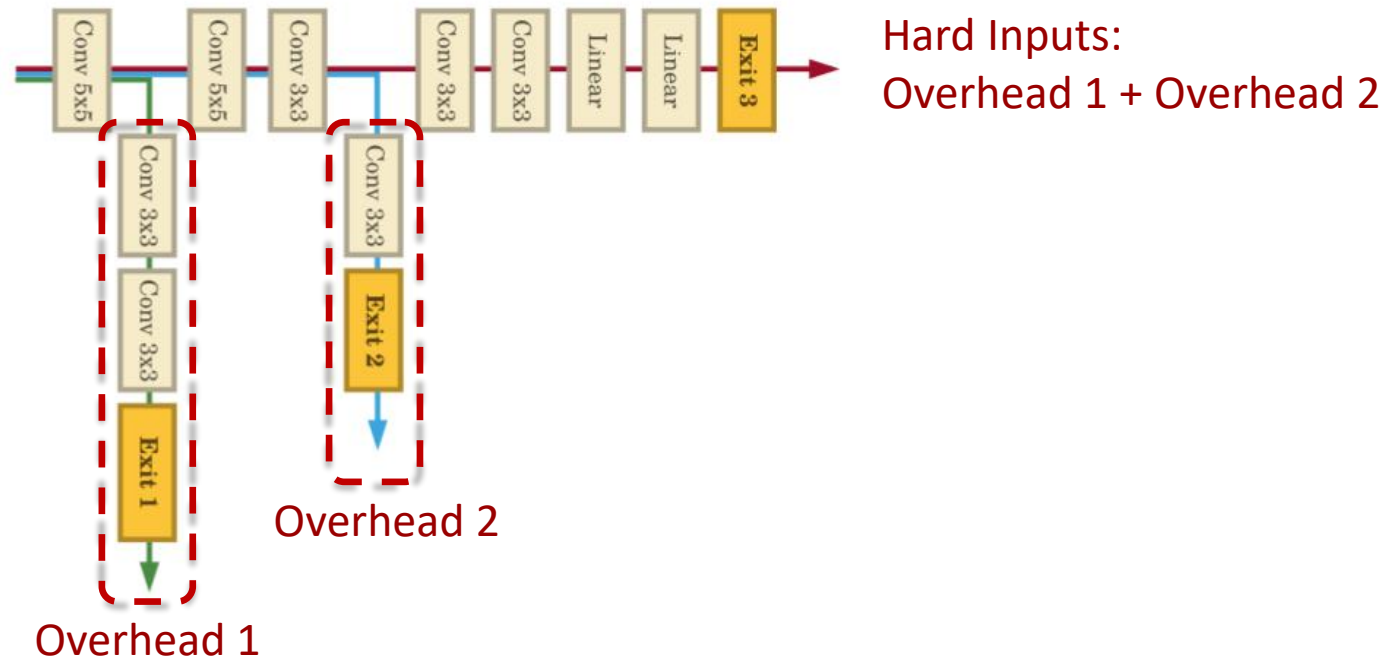 Conv 5x5
Conv 5x5
Conv 3x3
Conv 3x3
Conv 3x3
Linear
Linear
Exit 3
Hard Inputs:
Overhead 1 + Overhead 2
Conv 3x3
Conv 3x3
Exit 1
Conv 3x3
Exit 2
Overhead 2
Overhead 1